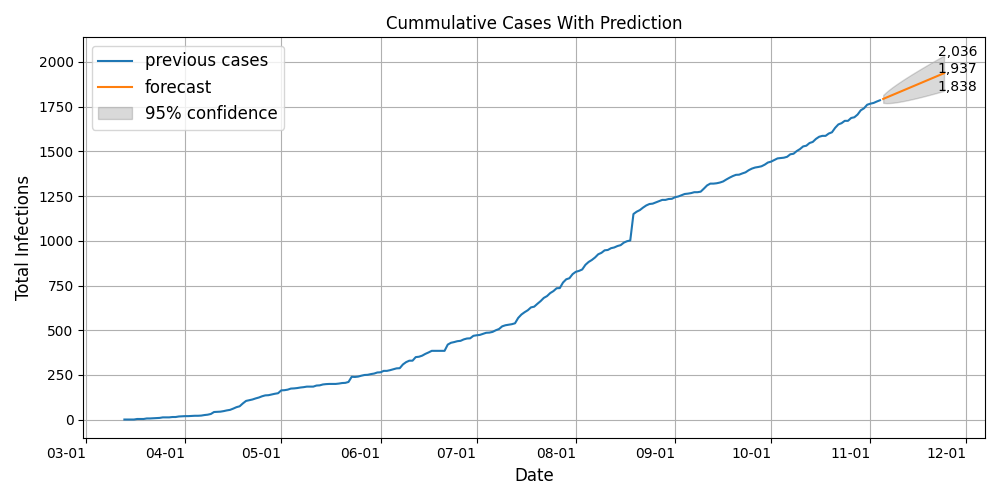 Cummulative Cases With Prediction
previous cases
forecast
95% confidence
2,036
1,937
1,838
Total Infections
2000
1750
1500
1250
1000
750
500
250
0
03-01 04-01 05-01 06-01 07-01 08-01 09-01 10-01 11-01 12-01
Date